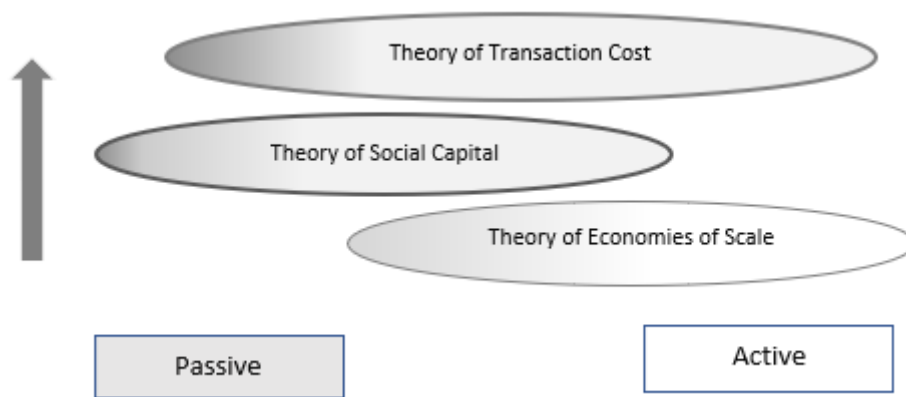 Theory of Transaction Cost
Theory of Social Capital
Theory of Economies of Scale
Passive
Active